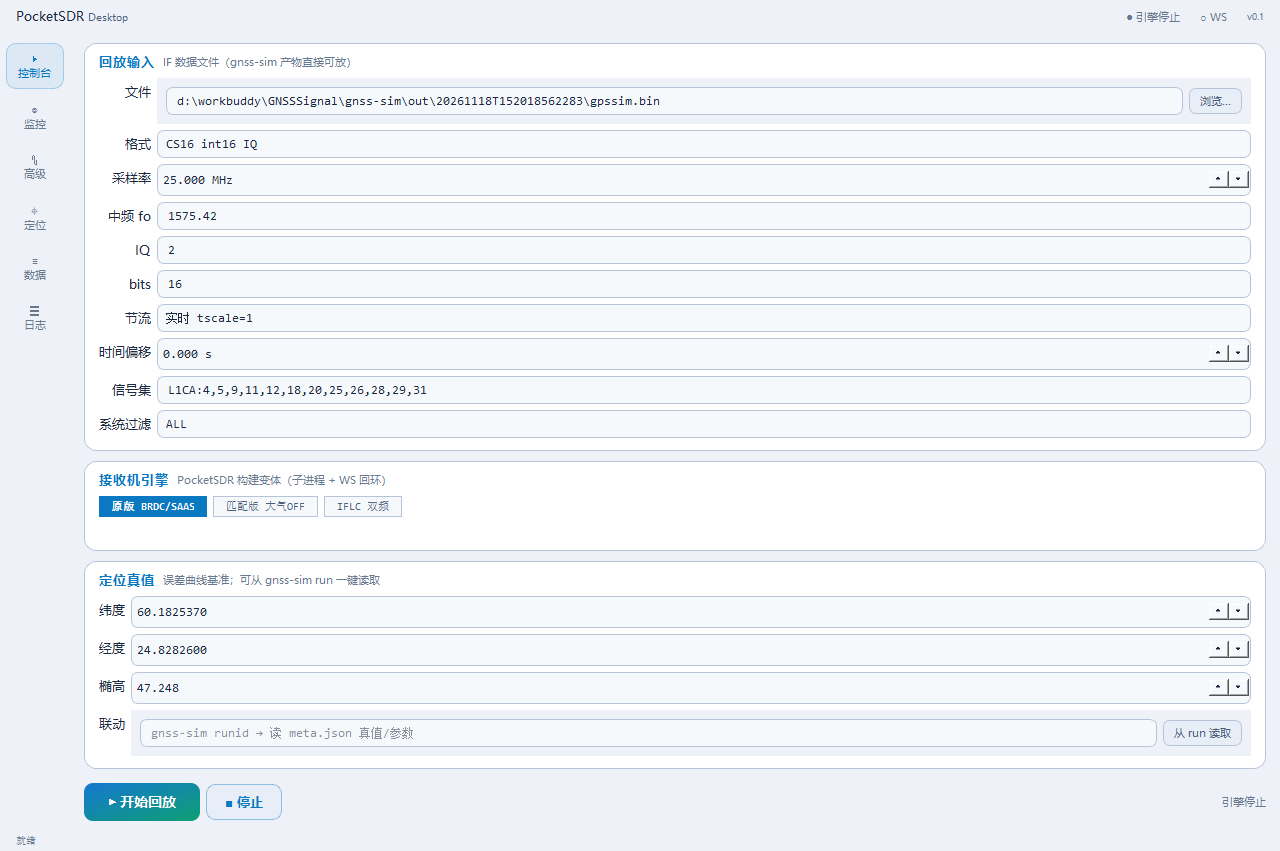 PocketSDR Desktop
● 引擎停止 ○ WS v0.1
控制台
监控
高级
定位
数据
日志
回放输入 IF 数据文件（gnss-sim 产物直接可放）
文件 d:\workbuddy\GNSSSignal\gnss-sim\out\20261118T152018562283\gpssim.bin 浏览...
格式 CS16 int16 IQ
采样率 25.000 MHz
中频 fo 1575.42
IQ 2
bits 16
节流 实时 tscale=1
时间偏移 0.000 s
信号集 L1CA:4,5,9,11,12,18,20,25,26,28,29,31
系统过滤 ALL
接收机引擎 PocketSDR 构建变体（子进程 + WS 回环）
原版 BRDC/SAAS 匹配版 大气OFF IFLC 双频
定位真值 误差曲线基准；可从 gnss-sim run 一键读取
纬度 60.1825370
经度 24.8282600
椭高 47.248
联动 gnss-sim runid → 读 meta.json 真值/参数 从 run 读取
▶ 开始回放 ■ 停止 引擎停止
就绪